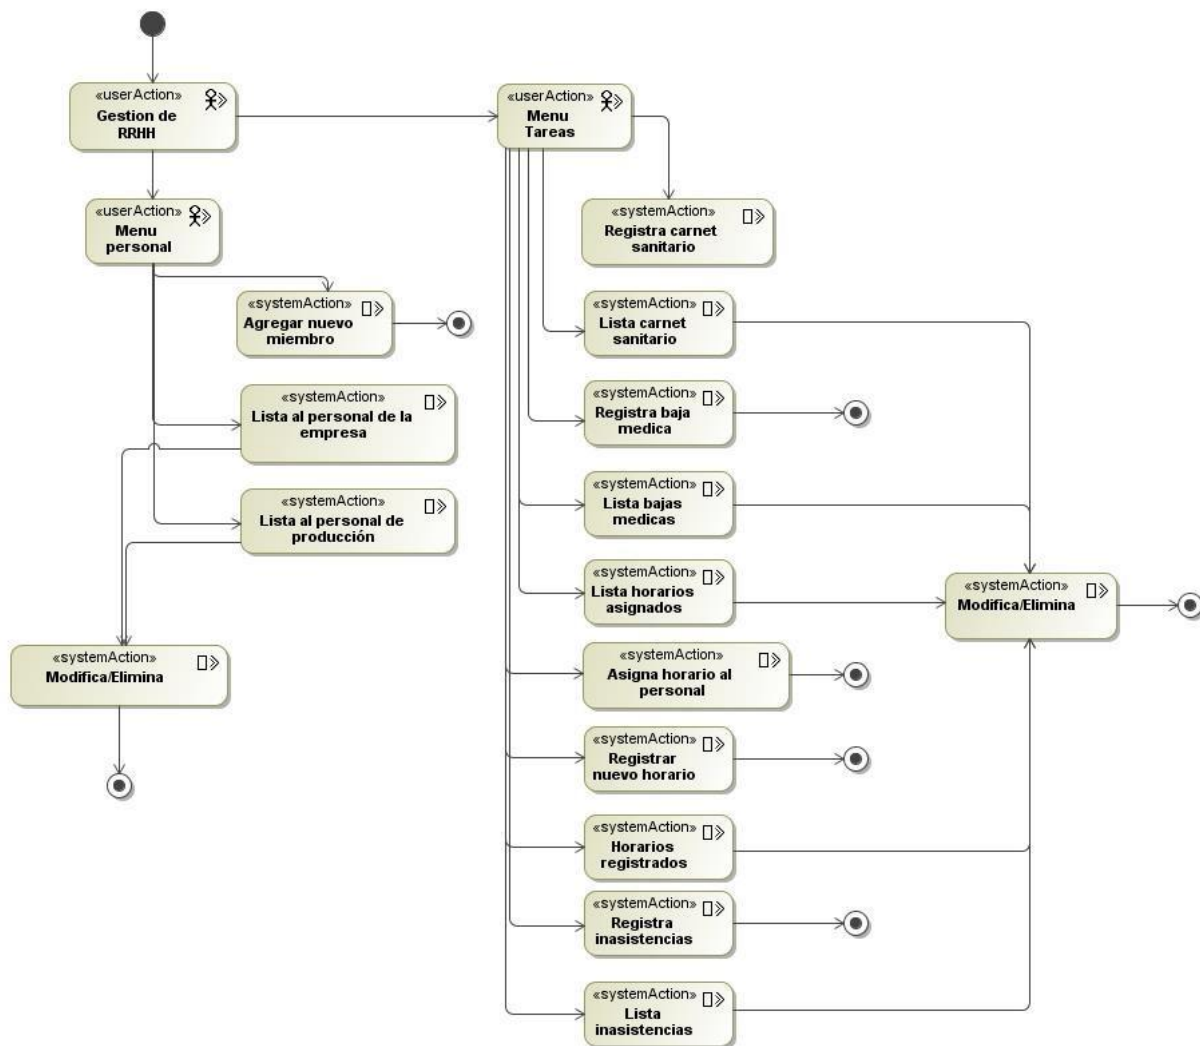 «userAction»
Gestion de
RRHH
«userAction»
Menu
Tareas
«userAction»
Menu
personal
«systemAction»
Registra carnet
sanitario
«systemAction»
Agregar nuevo
miembro
«systemAction»
Lista carnet
sanitario
«systemAction»
Lista al personal de la
empresa
«systemAction»
Registra baja
medica
«systemAction»
Lista al personal de
producción
«systemAction»
Lista bajas
medicas
«systemAction»
Lista horarios
asignados
«systemAction»
Modifica/Elimina
«systemAction»
Modifica/Elimina
«systemAction»
Asigna horario al
personal
«systemAction»
Registrar
nuevo horario
«systemAction»
Horarios
registrados
«systemAction»
Registra
inasistencias
«systemAction»
Lista
inasistencias